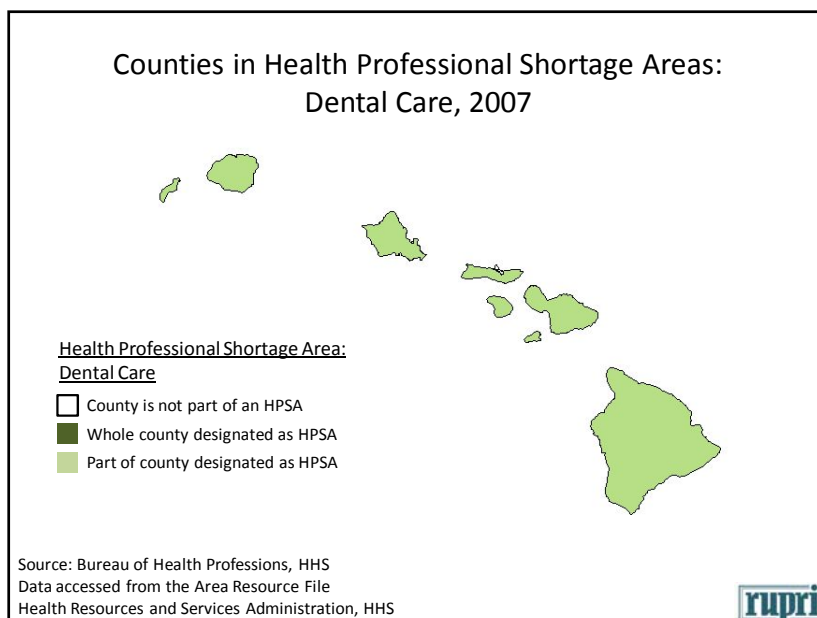 Counties in Health Professional Shortage Areas:
Dental Care, 2007
Health Professional Shortage Area:
Dental Care
County is not part of an HPSA
Whole county designated as HPSA
Part of county designated as HPSA
Source: Bureau of Health Professions, HHS
Data accessed from the Area Resource File
Health Resources and Services Administration, HHS
rupri